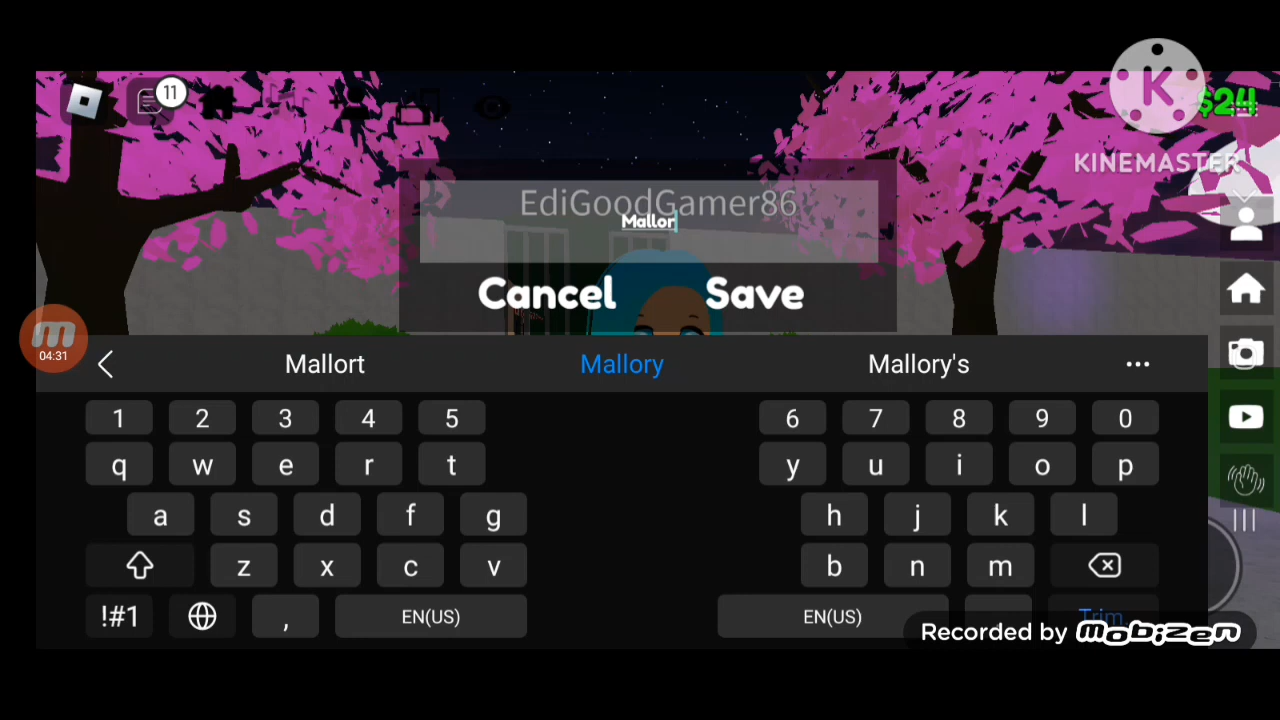 11
$24
K
KINEMASTER
EdiGoodGamer86
Mallor
Cancel Save
04:31
Mallort Mallory Mallory's ...
1 2 3 4 5 6 7 8 9 0
q w e r t y u i o p
a s d f g h j k l
z x c v b n m
!#1 , EN(US) EN(US) Trim
Recorded by mobizen